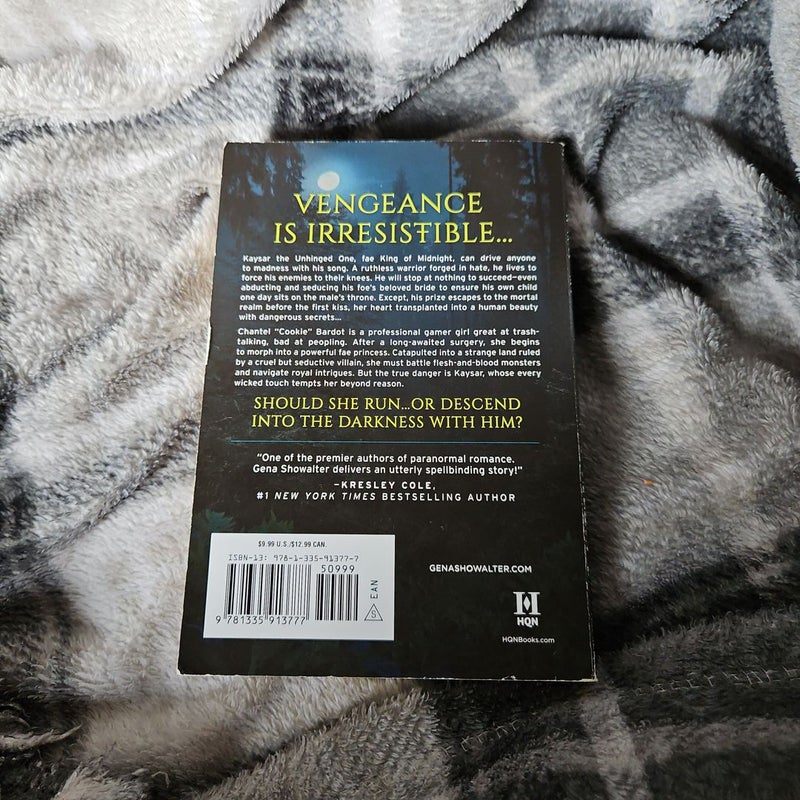 VENGEANCE
IS IRRESISTIBLE...
Kaysar the Unhinged One, fae King of Midnight, can drive anyone
to madness with his song. A ruthless warrior forged in hate, he lives to
force his enemies to their knees. He will stop at nothing to succeed—even
abducting and seducing his foe's beloved bride to ensure his own child
one day sits on the male's throne. Except, his prize escapes to the mortal
realm before the first kiss, her heart transplanted into a human beauty
with dangerous secrets...
Chantel "Cookie" Bardot is a professional gamer girl great at trash-
talking, bad at peopling. After a long-awaited surgery, she begins
to morph into a powerful fae princess. Catapulted into a strange land ruled
by a cruel but seductive villain, she must battle flesh-and-blood monsters
and navigate royal intrigues. But the true danger is Kaysar, whose every
wicked touch tempts her beyond reason.
SHOULD SHE RUN...OR DESCEND
INTO THE DARKNESS WITH HIM?
"One of the premier authors of paranormal romance.
Gena Showalter delivers an utterly spellbinding story!"
—KRESLEY COLE,
#1 NEW YORK TIMES BESTSELLING AUTHOR
$9.99 U.S./$12.99 CAN.
ISBN-13: 978-1-335-91377-7
50999
EAN
S
9 781335 913777
GENASHOWALTER.COM
H
HQN
HQNBooks.com